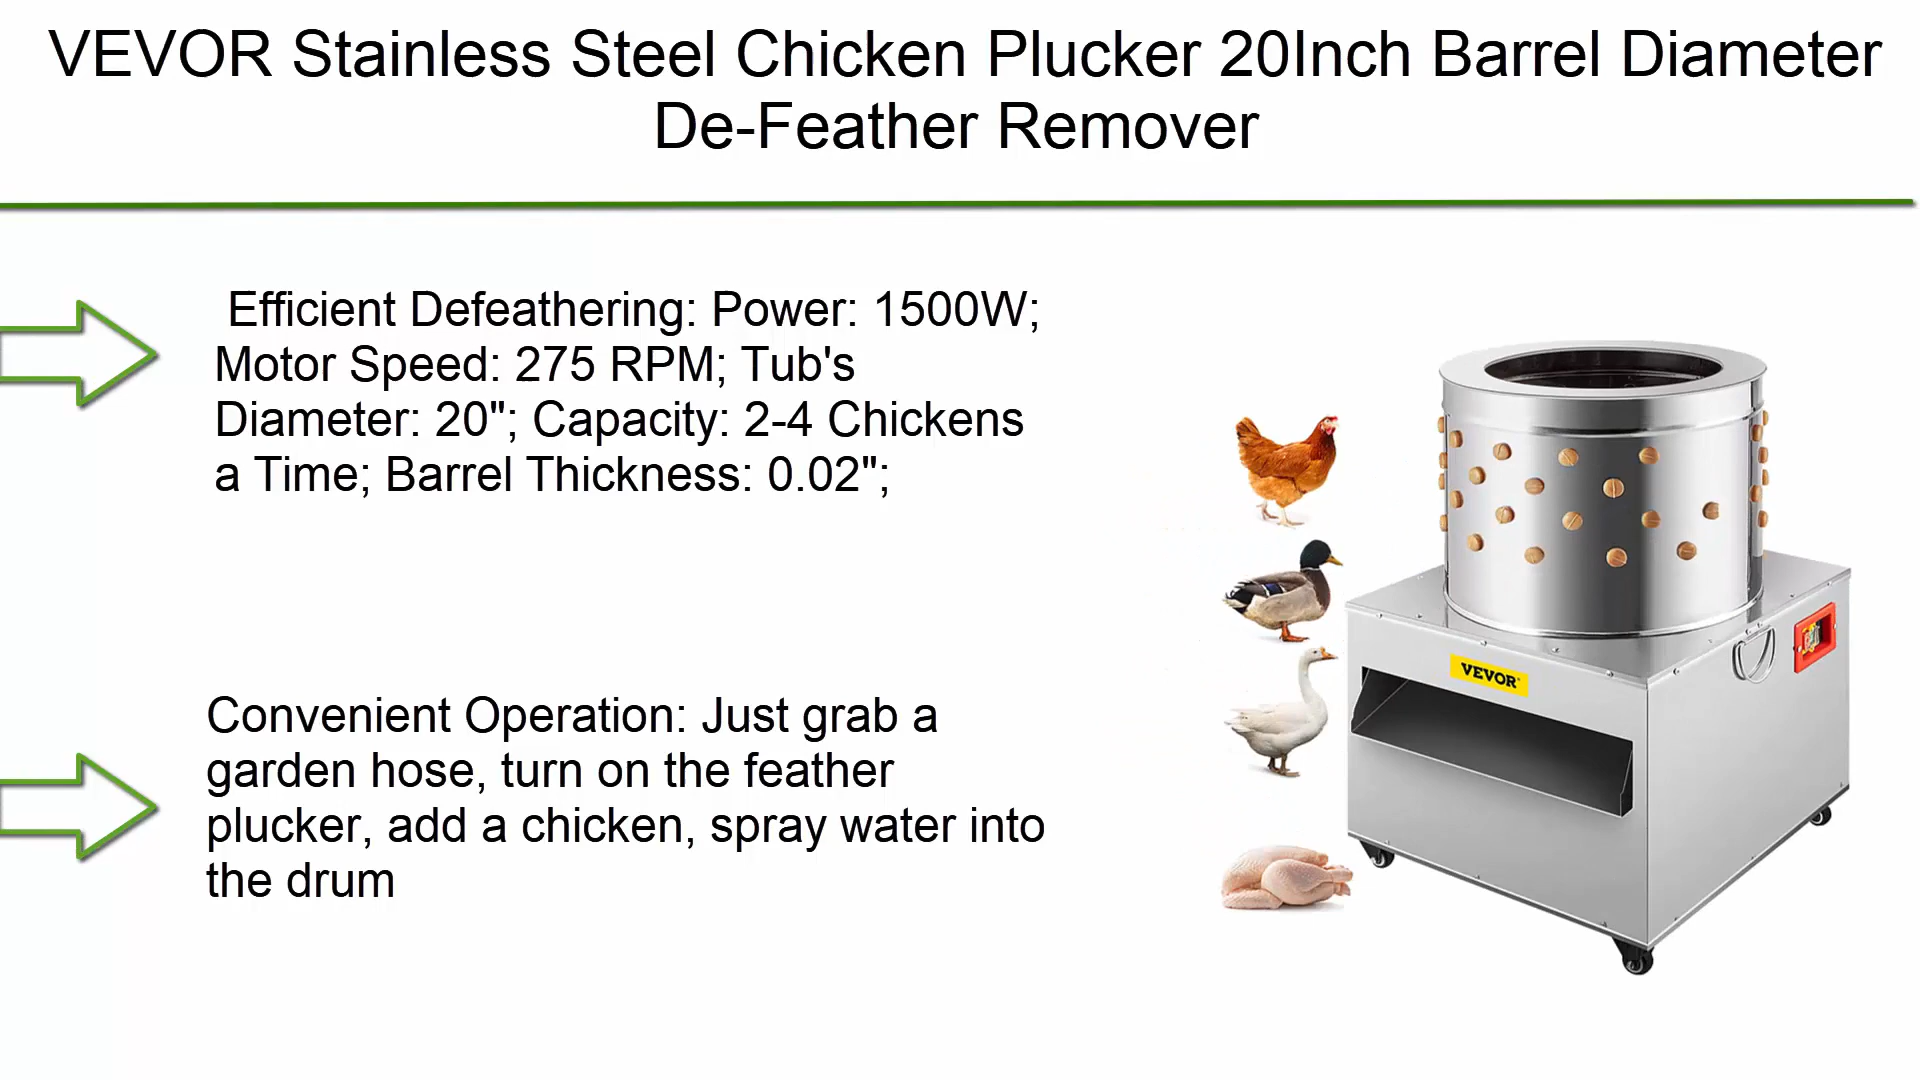 VEVOR Stainless Steel Chicken Plucker 20Inch Barrel Diameter
De-Feather Remover
Efficient Defeathering: Power: 1500W;
Motor Speed: 275 RPM; Tub's
Diameter: 20"; Capacity: 2-4 Chickens
a Time; Barrel Thickness: 0.02";
Convenient Operation: Just grab a
garden hose, turn on the feather
plucker, add a chicken, spray water into
the drum
VEVOR